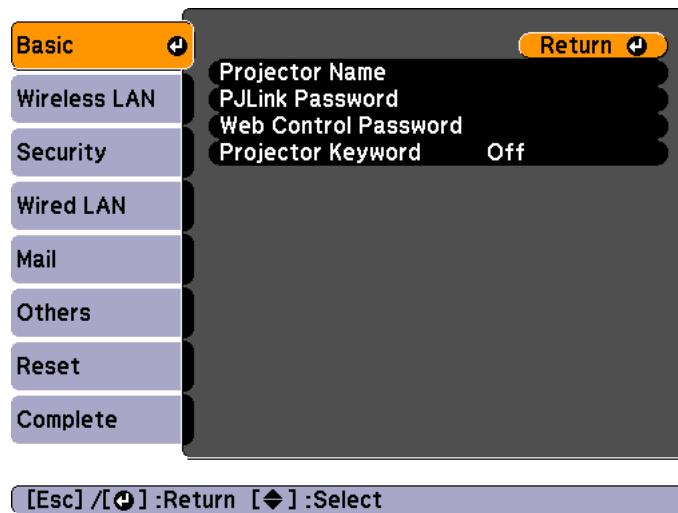 Basic
Wireless LAN
Security
Wired LAN
Mail
Others
Reset
Complete
Return
Projector Name
PJLink Password
Web Control Password
Projector Keyword Off
[Esc] /[ ] :Return [ ] :Select